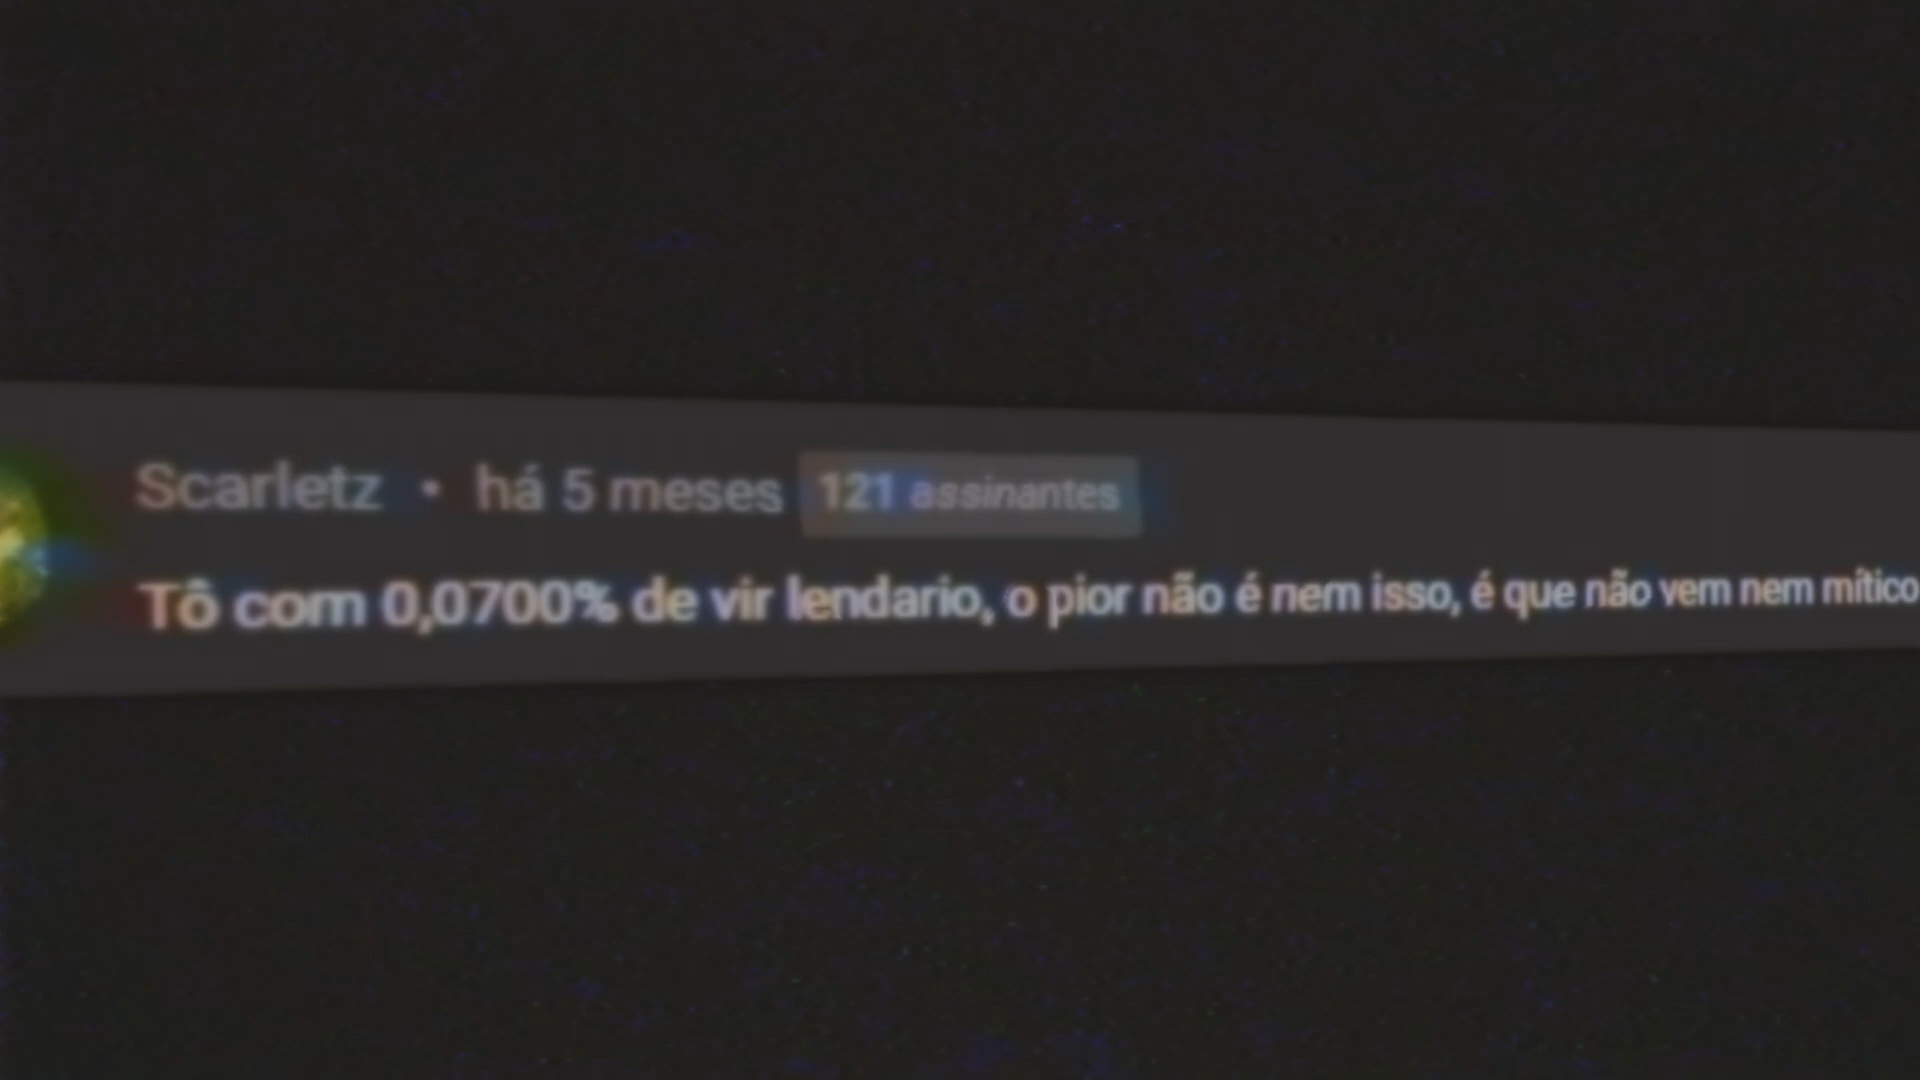 Scarletz • há 5 meses 121 assinantes
Tô com 0,0700% de vir lendario, o pior não é nem isso, é que não vem nem mítico